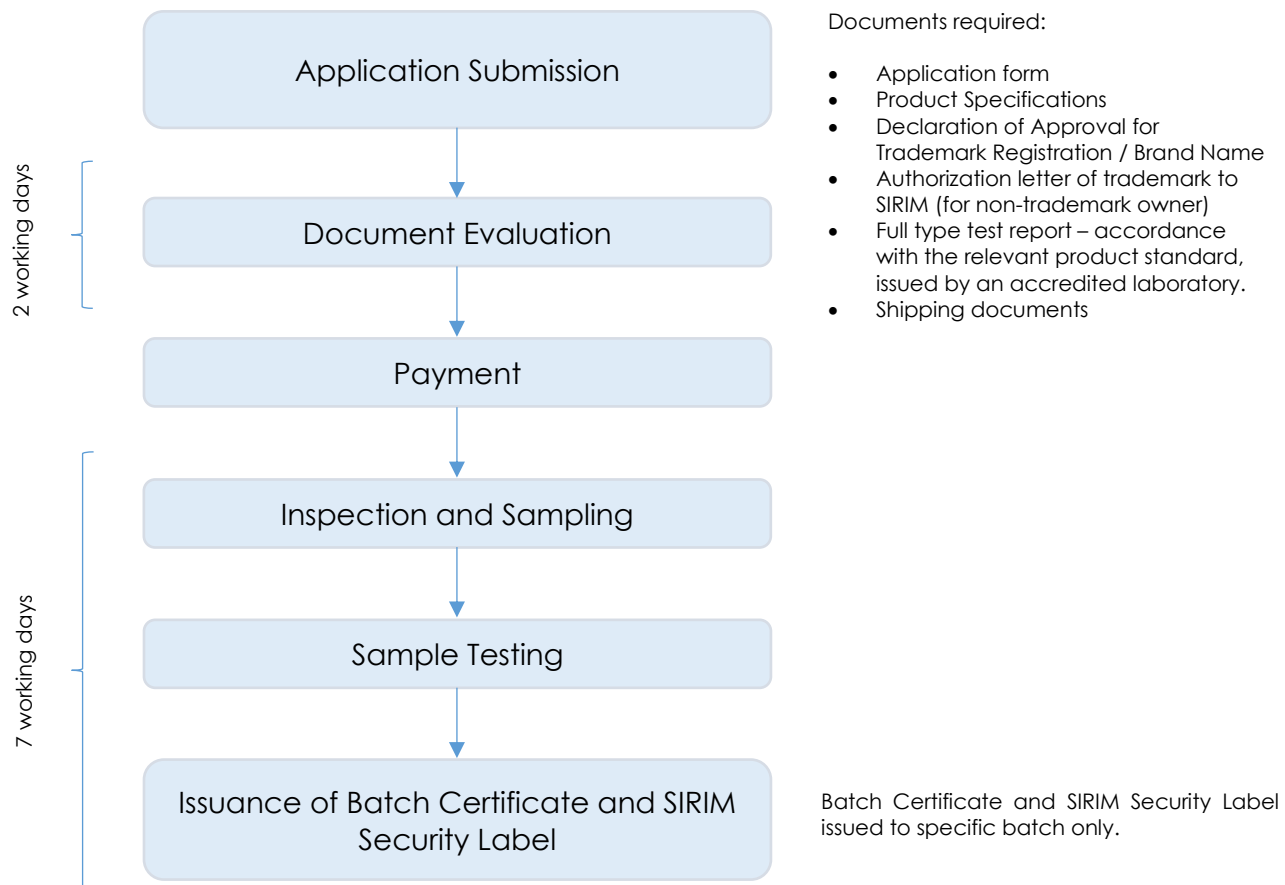 Application Submission
Documents required:
• Application form
• Product Specifications
• Declaration of Approval for
Trademark Registration / Brand Name
• Authorization letter of trademark to
SIRIM (for non-trademark owner)
• Full type test report – accordance
with the relevant product standard,
issued by an accredited laboratory.
• Shipping documents
2 working days
Document Evaluation
Payment
7 working days
Inspection and Sampling
Sample Testing
Issuance of Batch Certificate and SIRIM
Security Label
Batch Certificate and SIRIM Security Label
issued to specific batch only.